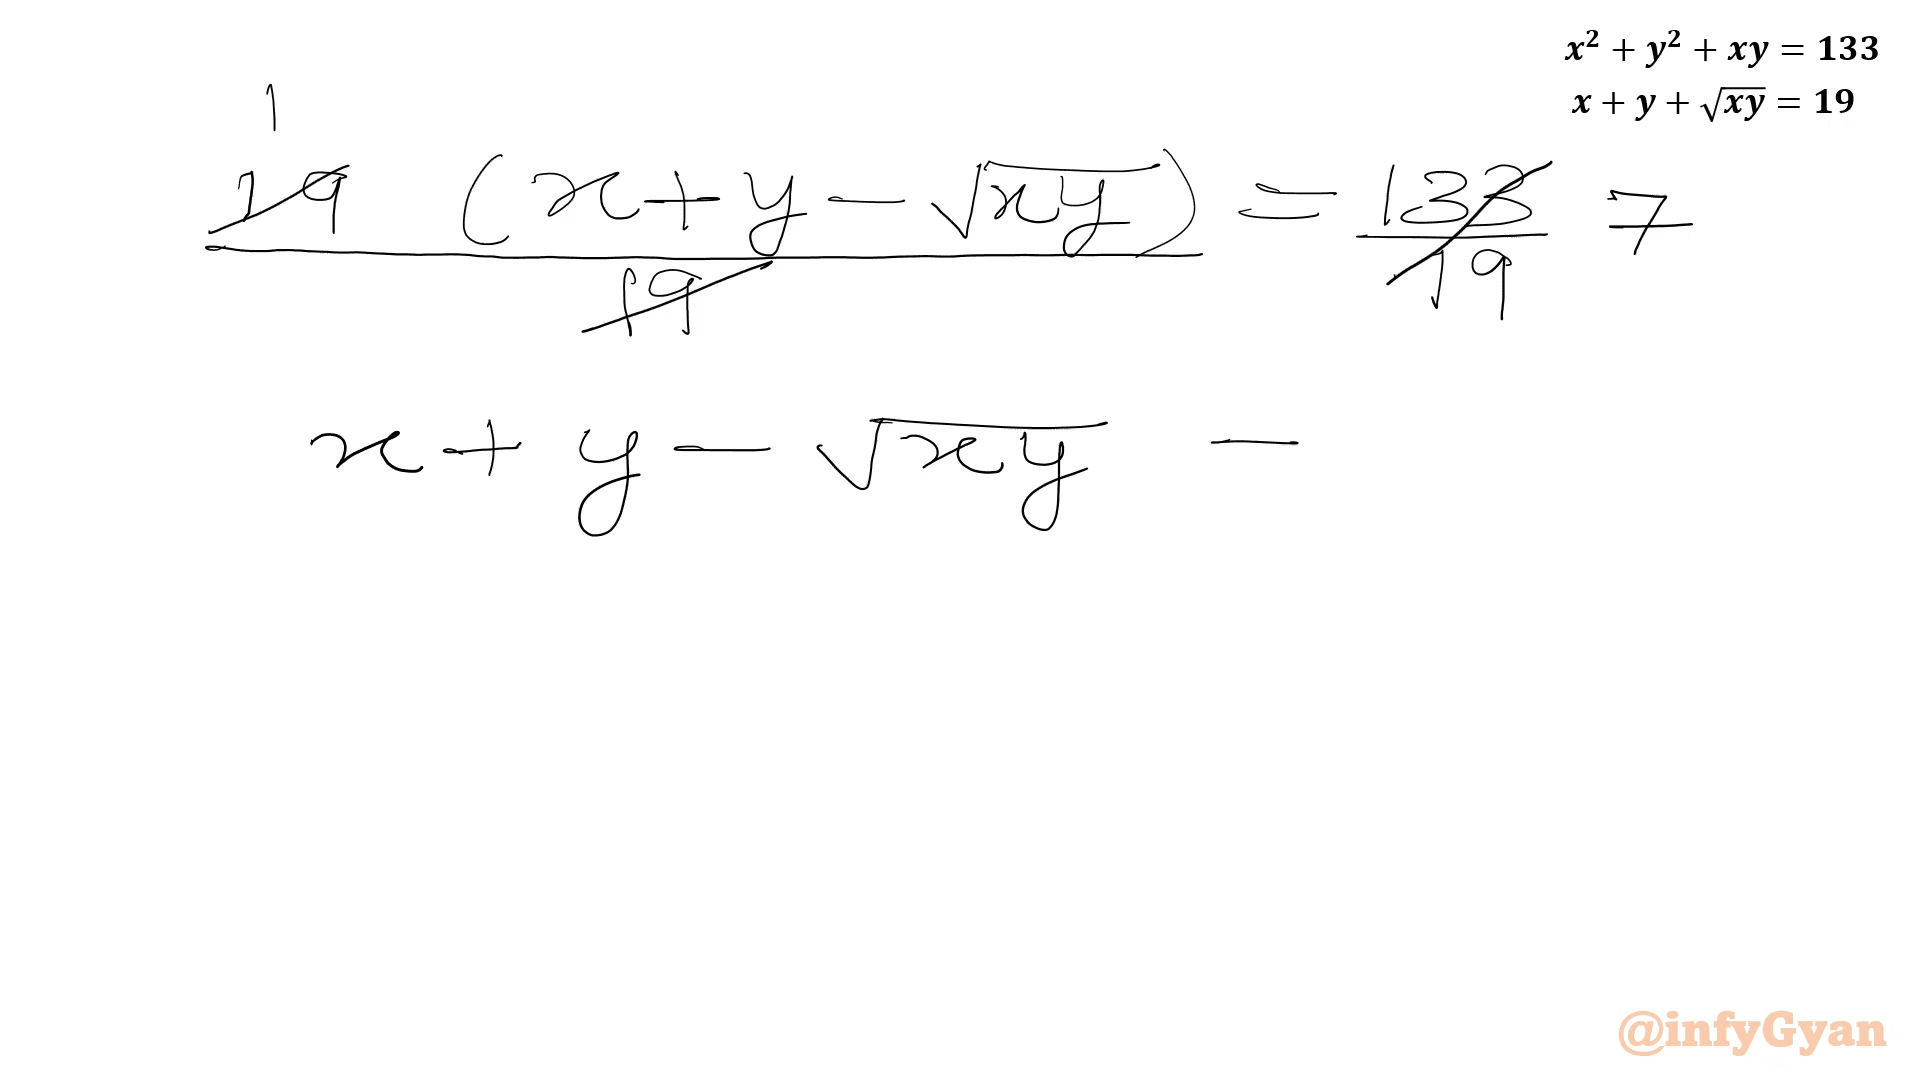 x² + y² + xy = 133
x + y + √xy = 19
1
19 (x + y − √xy) = 133 7
19 19
x + y − √xy −
@infyGyan